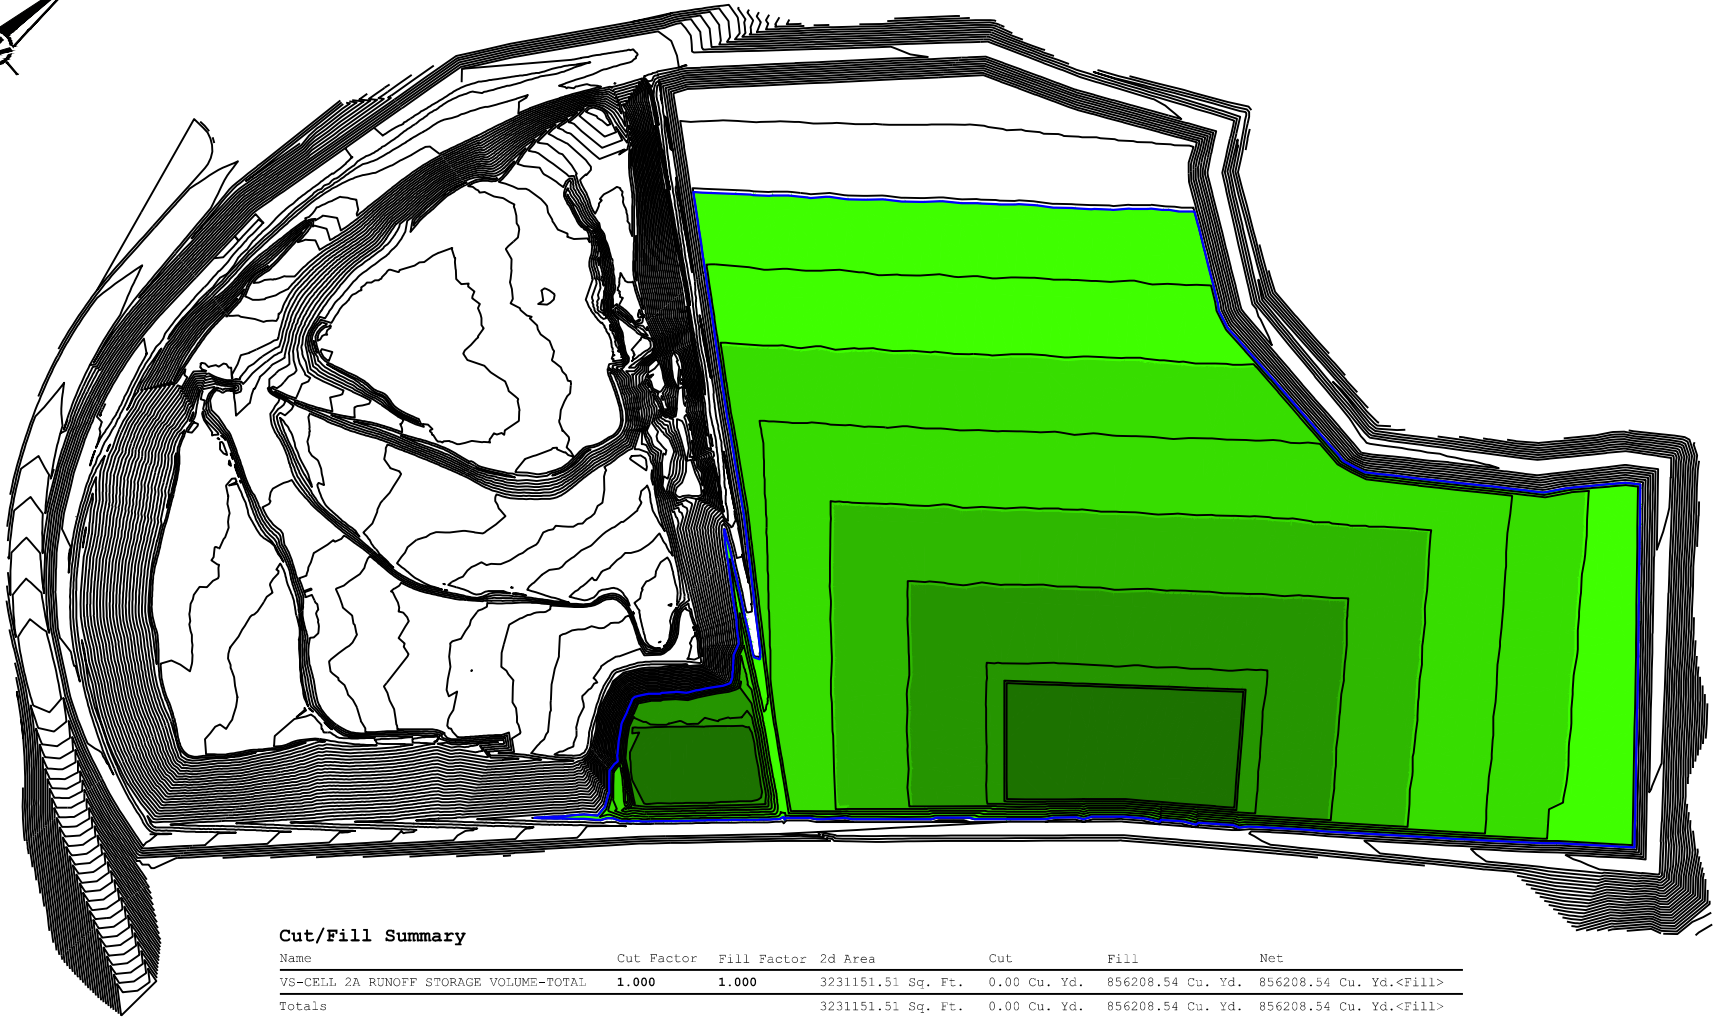 Cut/Fill Summary
Name Cut Factor Fill Factor 2d Area Cut Fill Net
VS-CELL 2A RUNOFF STORAGE VOLUME-TOTAL 1.000 1.000 3231151.51 Sq. Ft. 0.00 Cu. Yd. 856208.54 Cu. Yd. 856208.54 Cu. Yd.<Fill>
Totals 3231151.51 Sq. Ft. 0.00 Cu. Yd. 856208.54 Cu. Yd. 856208.54 Cu. Yd.<Fill>